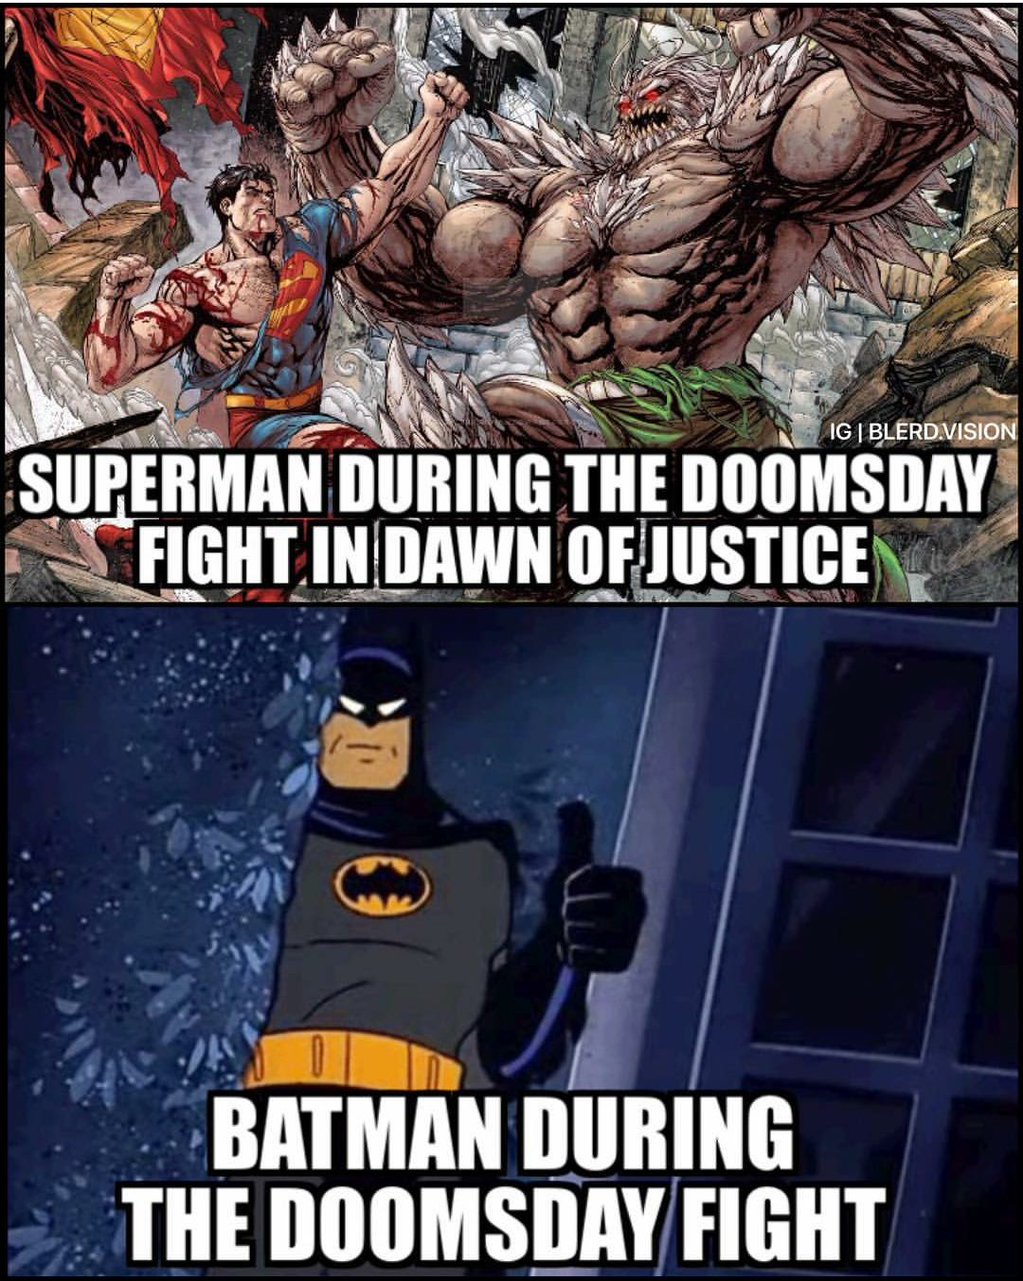 IG | BLERD.VISION
SUPERMAN DURING THE DOOMSDAY
FIGHT IN DAWN OF JUSTICE
BATMAN DURING
THE DOOMSDAY FIGHT